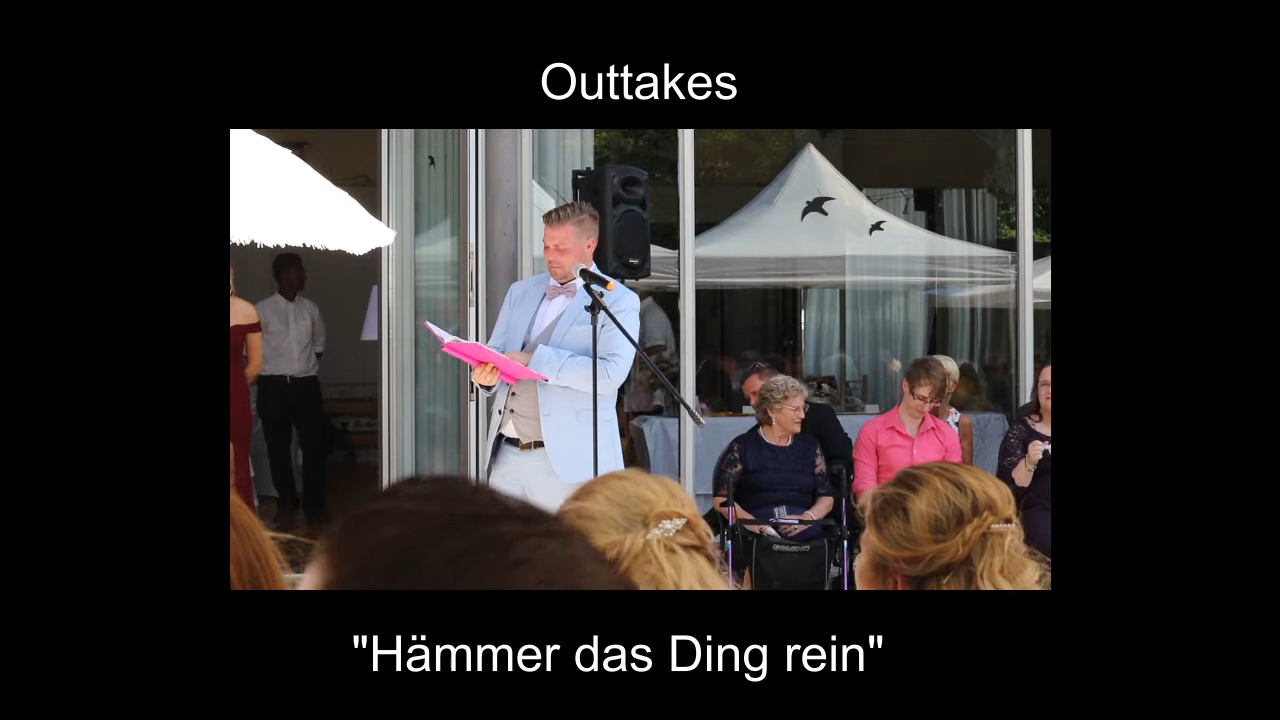 Outtakes
"Hämmer das Ding rein"